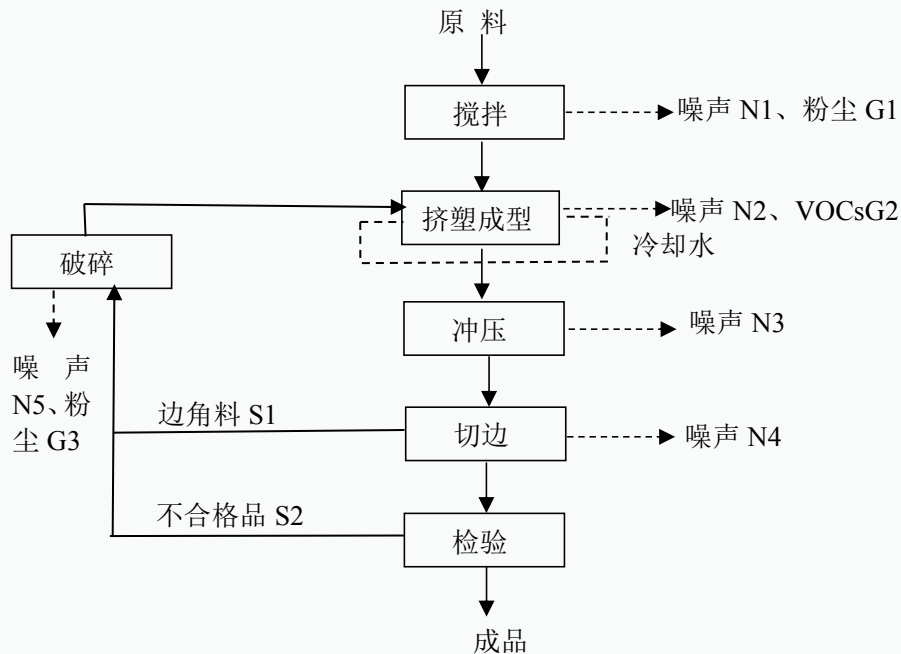 原 料
搅拌
噪声 N1、粉尘 G1
挤塑成型
噪声 N2、VOCsG2
冷却水
破碎
冲压
噪声 N3
噪 声
N5、粉
尘 G3
边角料 S1
切边
噪声 N4
不合格品 S2
检验
成品